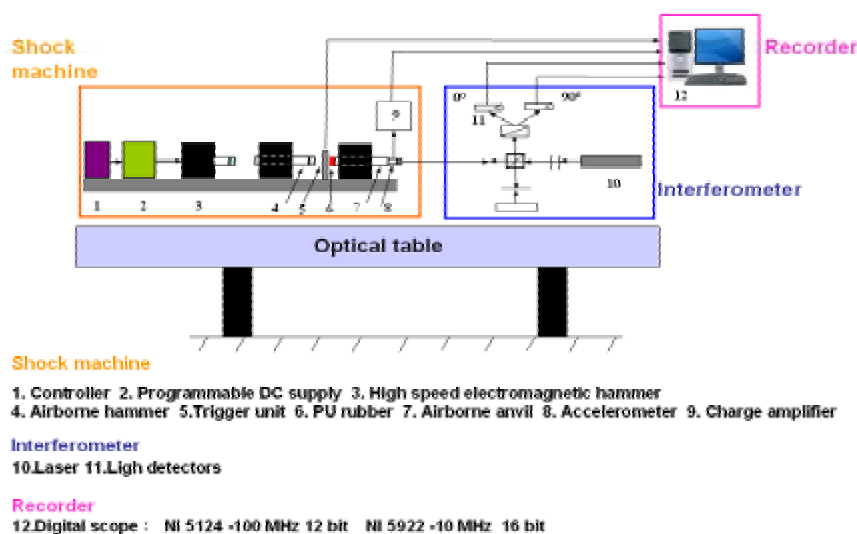 Shock
machine
Recorder
12
0º
90º
11
9
10
Interferometer
1 2 3 4 5 6 7 8
Optical table
Shock machine
1. Controller 2. Programmable DC supply 3. High speed electromagnetic hammer
4. Airborne hammer 5.Trigger unit 6. PU rubber 7. Airborne anvil 8. Accelerometer 9. Charge amplifier
Interferometer
10.Laser 11.Ligh detectors
Recorder
12.Digital scope : NI 5124 -100 MHz 12 bit NI 5922 -10 MHz 16 bit